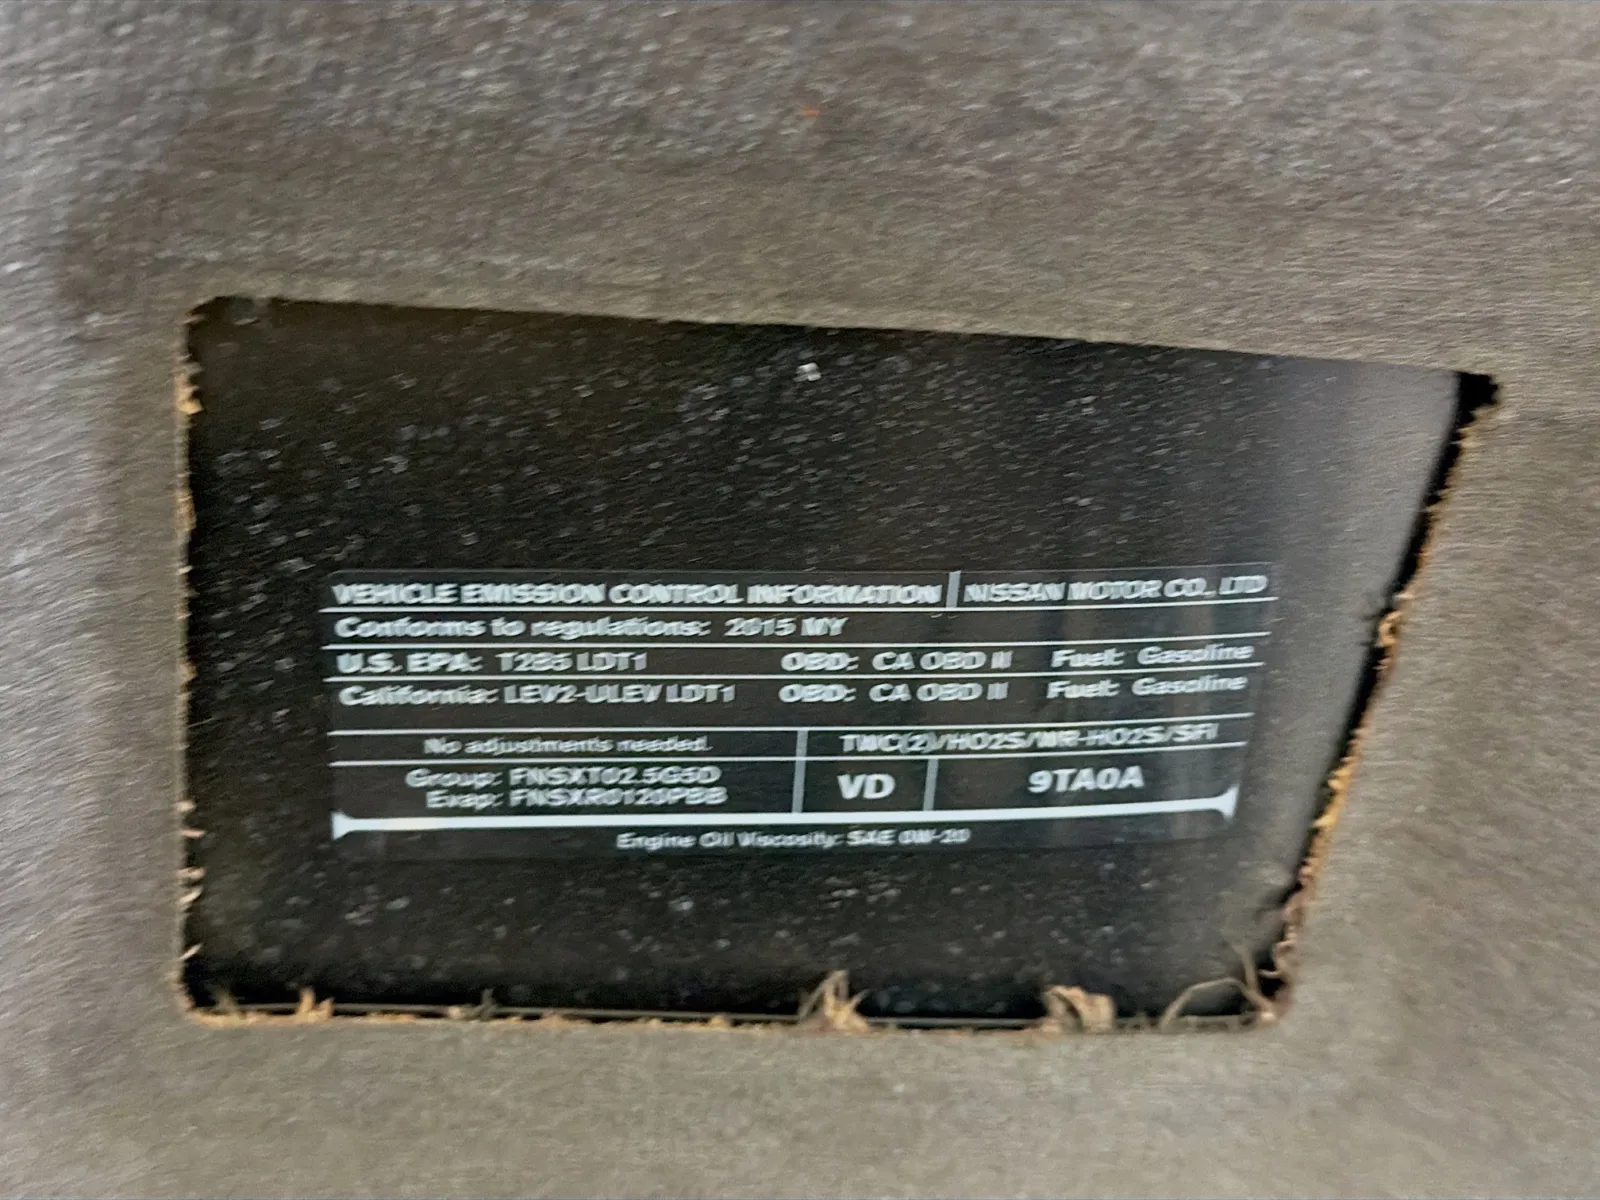 VEHICLE EMISSION CONTROL INFORMATION NISSAN MOTOR CO., LTD
Conforms to regulations: 2015 MY
U.S. EPA: T2B5 LDT1 OBD: CA OBD II Fuel: Gasoline
California: LEV2-ULEV LDT1 OBD: CA OBD II Fuel: Gasoline
No adjustments needed. TWC(2)/HO2S/WR-HO2S/SFI
Group: FNSXT02.5G5D
Evap: FNSXR0120PBB
VD 9TA0A
Engine Oil Viscosity: SAE 0W-20